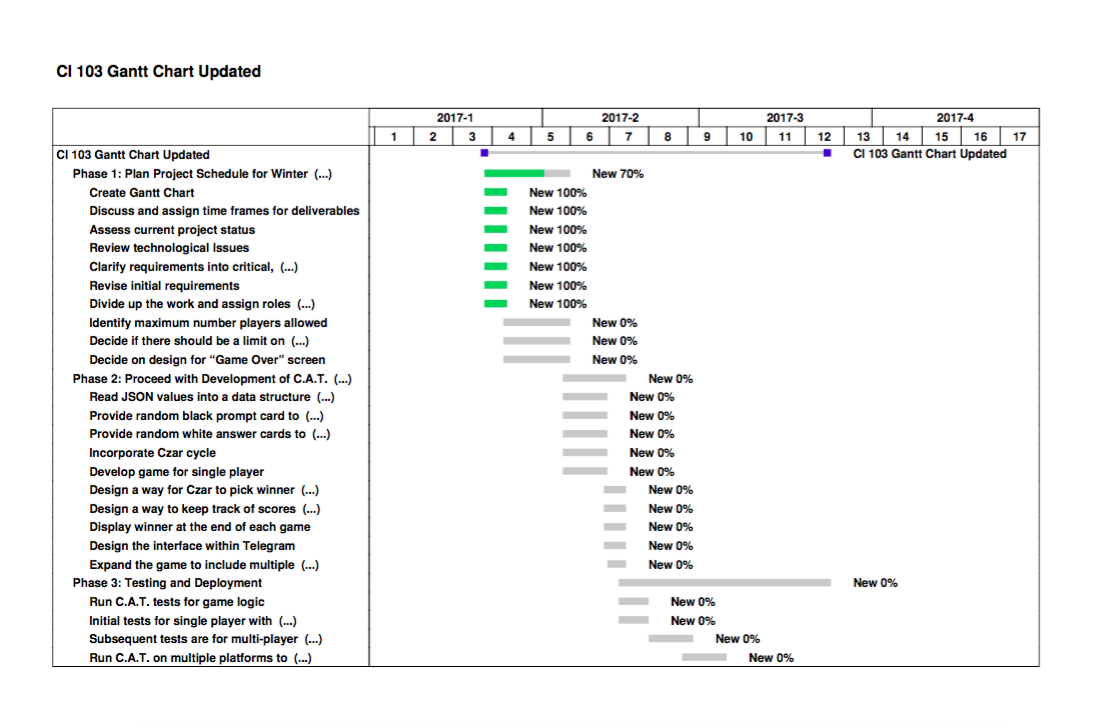 CI 103 Gantt Chart Updated
2017-1 2017-2 2017-3 2017-4
1 2 3 4 5 6 7 8 9 10 11 12 13 14 15 16 17
CI 103 Gantt Chart Updated CI 103 Gantt Chart Updated
Phase 1: Plan Project Schedule for Winter (...) New 70%
Create Gantt Chart New 100%
Discuss and assign time frames for deliverables New 100%
Assess current project status New 100%
Review technological Issues New 100%
Clarify requirements into critical, (...) New 100%
Revise initial requirements New 100%
Divide up the work and assign roles (...) New 100%
Identify maximum number players allowed New 0%
Decide if there should be a limit on (...) New 0%
Decide on design for “Game Over” screen New 0%
Phase 2: Proceed with Development of C.A.T. (...) New 0%
Read JSON values into a data structure (...) New 0%
Provide random black prompt card to (...) New 0%
Provide random white answer cards to (...) New 0%
Incorporate Czar cycle New 0%
Develop game for single player New 0%
Design a way for Czar to pick winner (...) New 0%
Design a way to keep track of scores (...) New 0%
Display winner at the end of each game New 0%
Design the interface within Telegram New 0%
Expand the game to include multiple (...) New 0%
Phase 3: Testing and Deployment New 0%
Run C.A.T. tests for game logic New 0%
Initial tests for single player with (...) New 0%
Subsequent tests are for multi-player (...) New 0%
Run C.A.T. on multiple platforms to (...) New 0%